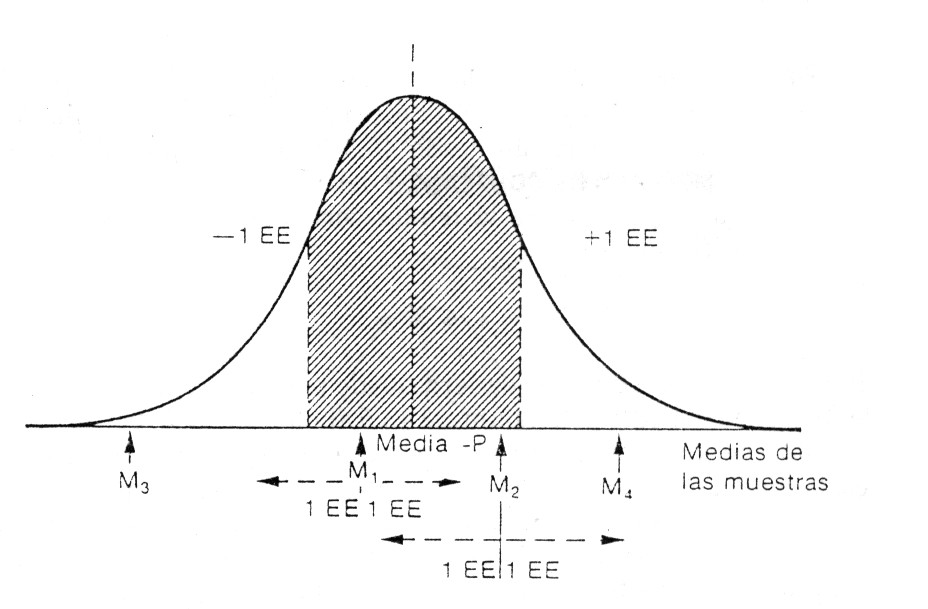 —1 EE
+1 EE
Media -P
Medias de
las muestras
M₃
M₁
M₂
M₄
1 EE 1 EE
1 EE 1 EE